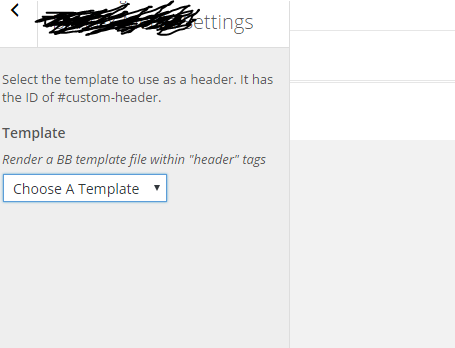 ettings
Select the template to use as a header. It has
the ID of #custom-header.
Template
Render a BB template file within "header" tags
Choose A Template